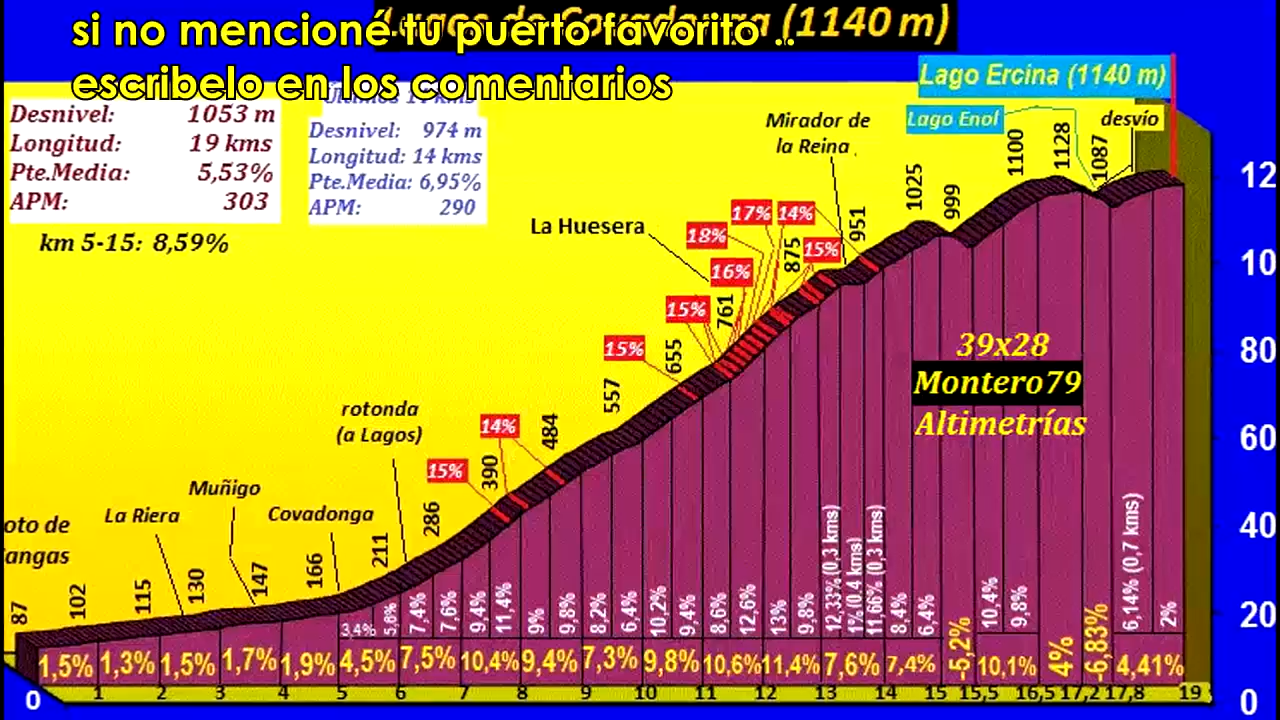 Lagos de Covadonga (1140 m)
si no mencioné tu puerto favorito ..
escribelo en los comentarios
Lago Ercina (1140 m)
Desnivel: 1053 m
Longitud: 19 kms
Pte.Media: 5,53%
APM: 303
Desnivel: 974 m
Longitud: 14 kms
Pte.Media: 6,95%
APM: 290
km 5-15: 8,59%
Lago Enol
desvío
Mirador de
la Reina
La Huesera
17% 14%
18%
15%
16%
15%
15%
14%
15%
rotonda
(a Lagos)
Muñigo
La Riera
Covadonga
oto de
angas
87 102 115 130 147 166 211 286 390 484 557 655 761 875 951 1025 999 1100 1128 1087
39x28
Montero79
Altimetrías
12
10
80
60
40
20
0
3,4% 5,8% 7,4% 7,6% 9,4% 11,4% 9% 9,8% 8,2% 6,4% 10,2% 9,4% 8,6% 12,6% 13% 9,8% 12,33% (0,3 kms) 1% (0,4 kms) 11,66% (0,3 kms) 8,4% 6,4% 10,4% 9,8% 6,14% (0,7 kms) 2%
1,5% 1,3% 1,5% 1,7% 1,9% 4,5% 7,5% 10,4% 9,4% 7,3% 9,8% 10,6% 11,4% 7,6% 7,4% -5,2% 10,1% 4% -6,83% 4,41%
0 1 2 3 4 5 6 7 8 9 10 11 12 13 14 15 15,5 16,5 17,2 17,8 19